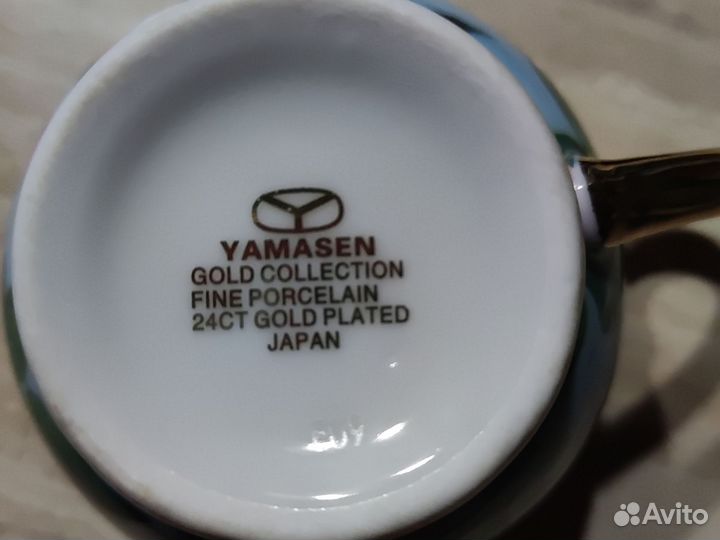 YAMASEN
GOLD COLLECTION
FINE PORCELAIN
24CT GOLD PLATED
JAPAN
Avito